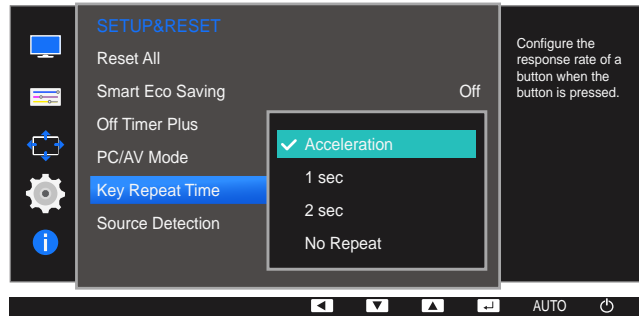 SETUP&RESET
Reset All
Smart Eco Saving Off
Off Timer Plus
PC/AV Mode
Key Repeat Time
Source Detection
Acceleration
1 sec
2 sec
No Repeat
Configure the
response rate of a
button when the
button is pressed.
AUTO